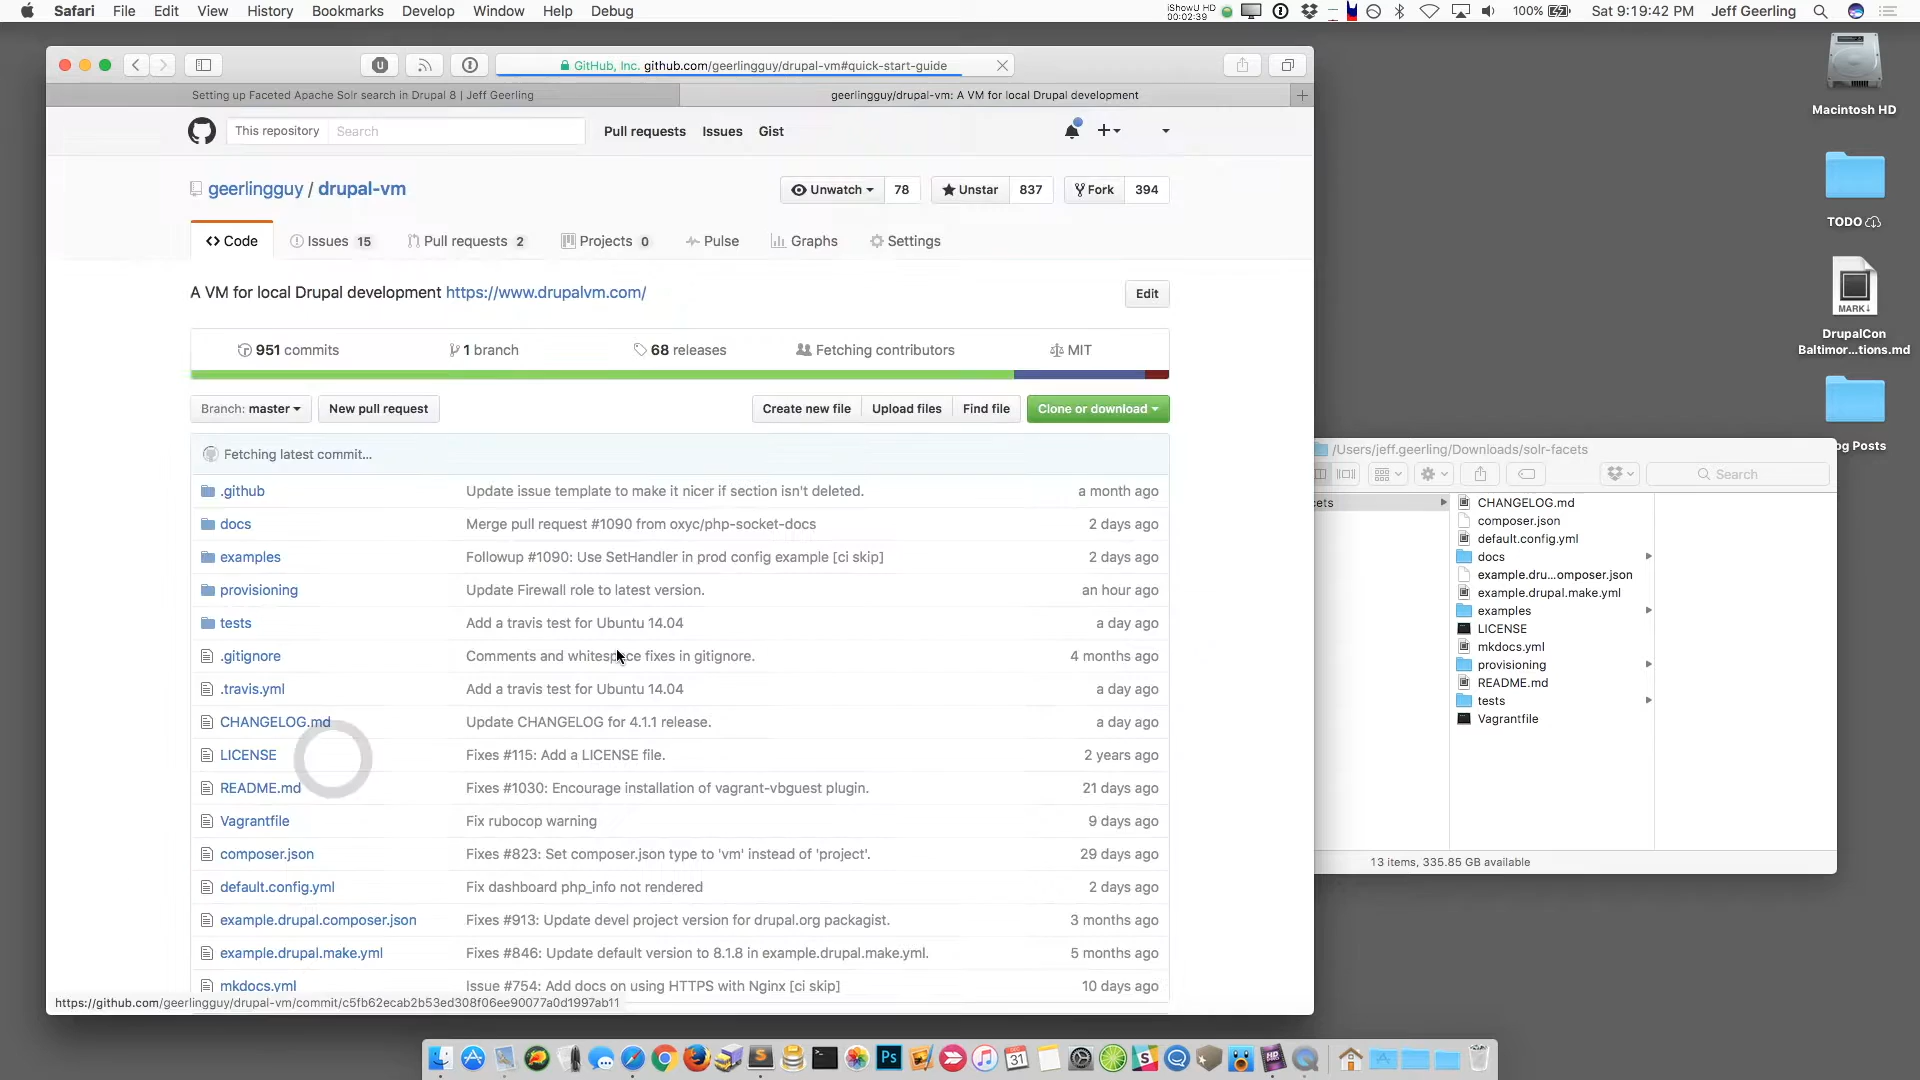 Safari File Edit View History Bookmarks Develop Window Help Debug
iShowU HD
00:02:39
100% Sat 9:19:42 PM Jeff Geerling
GitHub, Inc. github.com/geerlingguy/drupal-vm#quick-start-guide
Setting up Faceted Apache Solr search in Drupal 8 | Jeff Geerling
geerlingguy/drupal-vm: A VM for local Drupal development
This repository Search Pull requests Issues Gist
geerlingguy / drupal-vm
Unwatch 78 Unstar 837 Fork 394
Code Issues 15 Pull requests 2 Projects 0 Pulse Graphs Settings
A VM for local Drupal development https://www.drupalvm.com/ Edit
951 commits 1 branch 68 releases Fetching contributors MIT
Branch: master New pull request Create new file Upload files Find file Clone or download
Fetching latest commit...
.github Update issue template to make it nicer if section isn't deleted. a month ago
docs Merge pull request #1090 from oxyc/php-socket-docs 2 days ago
examples Followup #1090: Use SetHandler in prod config example [ci skip] 2 days ago
provisioning Update Firewall role to latest version. an hour ago
tests Add a travis test for Ubuntu 14.04 a day ago
.gitignore Comments and whitespace fixes in gitignore. 4 months ago
.travis.yml Add a travis test for Ubuntu 14.04 a day ago
CHANGELOG.md Update CHANGELOG for 4.1.1 release. a day ago
LICENSE Fixes #115: Add a LICENSE file. 2 years ago
README.md Fixes #1030: Encourage installation of vagrant-vbguest plugin. 21 days ago
Vagrantfile Fix rubocop warning 9 days ago
composer.json Fixes #823: Set composer.json type to 'vm' instead of 'project'. 29 days ago
default.config.yml Fix dashboard php_info not rendered 2 days ago
example.drupal.composer.json Fixes #913: Update devel project version for drupal.org packagist. 3 months ago
example.drupal.make.yml Fixes #846: Update default version to 8.1.8 in example.drupal.make.yml. 5 months ago
mkdocs.yml Issue #754: Add docs on using HTTPS with Nginx [ci skip] 10 days ago
https://github.com/geerlingguy/drupal-vm/commit/c5fb62ecab2b53ed308f06ee90077a0d1997ab11
/Users/jeff.geerling/Downloads/solr-facets
Search
cets
CHANGELOG.md
composer.json
default.config.yml
docs
example.dru...omposer.json
example.drupal.make.yml
examples
LICENSE
mkdocs.yml
provisioning
README.md
tests
Vagrantfile
13 items, 335.85 GB available
Macintosh HD
TODO
MARK↓
DrupalCon
Baltimor...tions.md
og Posts
Ps
31